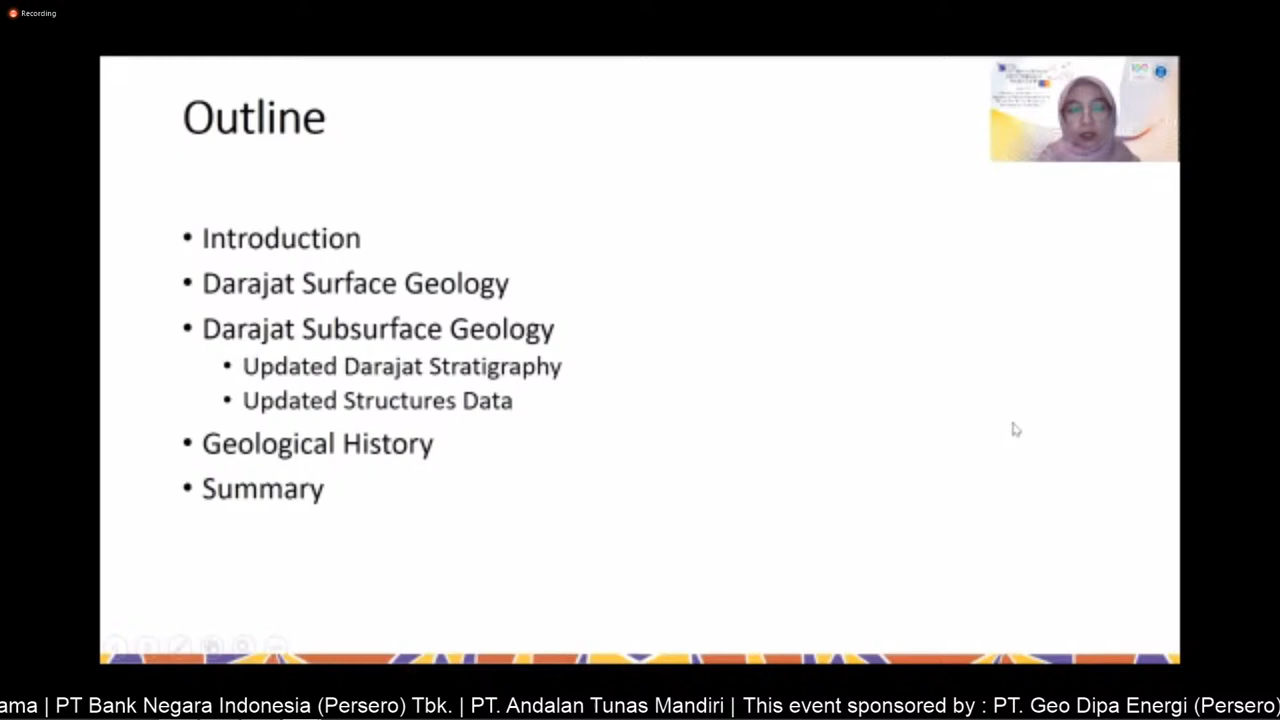 Recording
Outline
• Introduction
• Darajat Surface Geology
• Darajat Subsurface Geology
• Updated Darajat Stratigraphy
• Updated Structures Data
• Geological History
• Summary
ama | PT Bank Negara Indonesia (Persero) Tbk. | PT. Andalan Tunas Mandiri | This event sponsored by : PT. Geo Dipa Energi (Persero)